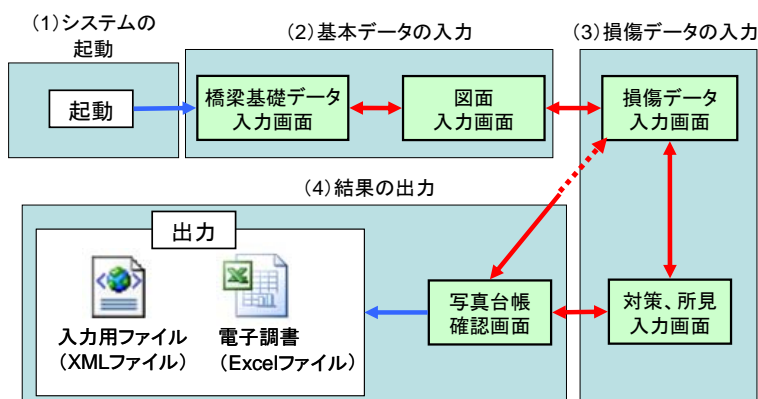 (1)システムの
起動
(2)基本データの入力
(3)損傷データの入力
起動
橋梁基礎データ
入力画面
図面
入力画面
損傷データ
入力画面
(4)結果の出力
出力
入力用ファイル
(XMLファイル)
電子調書
(Excelファイル)
写真台帳
確認画面
対策、所見
入力画面